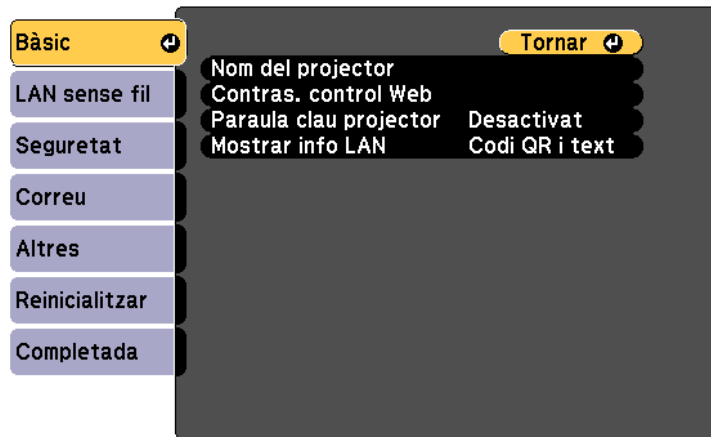 Bàsic
LAN sense fil
Seguretat
Correu
Altres
Reinicialitzar
Completada
Tornar
Nom del projector
Contras. control Web
Paraula clau projector Desactivat
Mostrar info LAN Codi QR i text